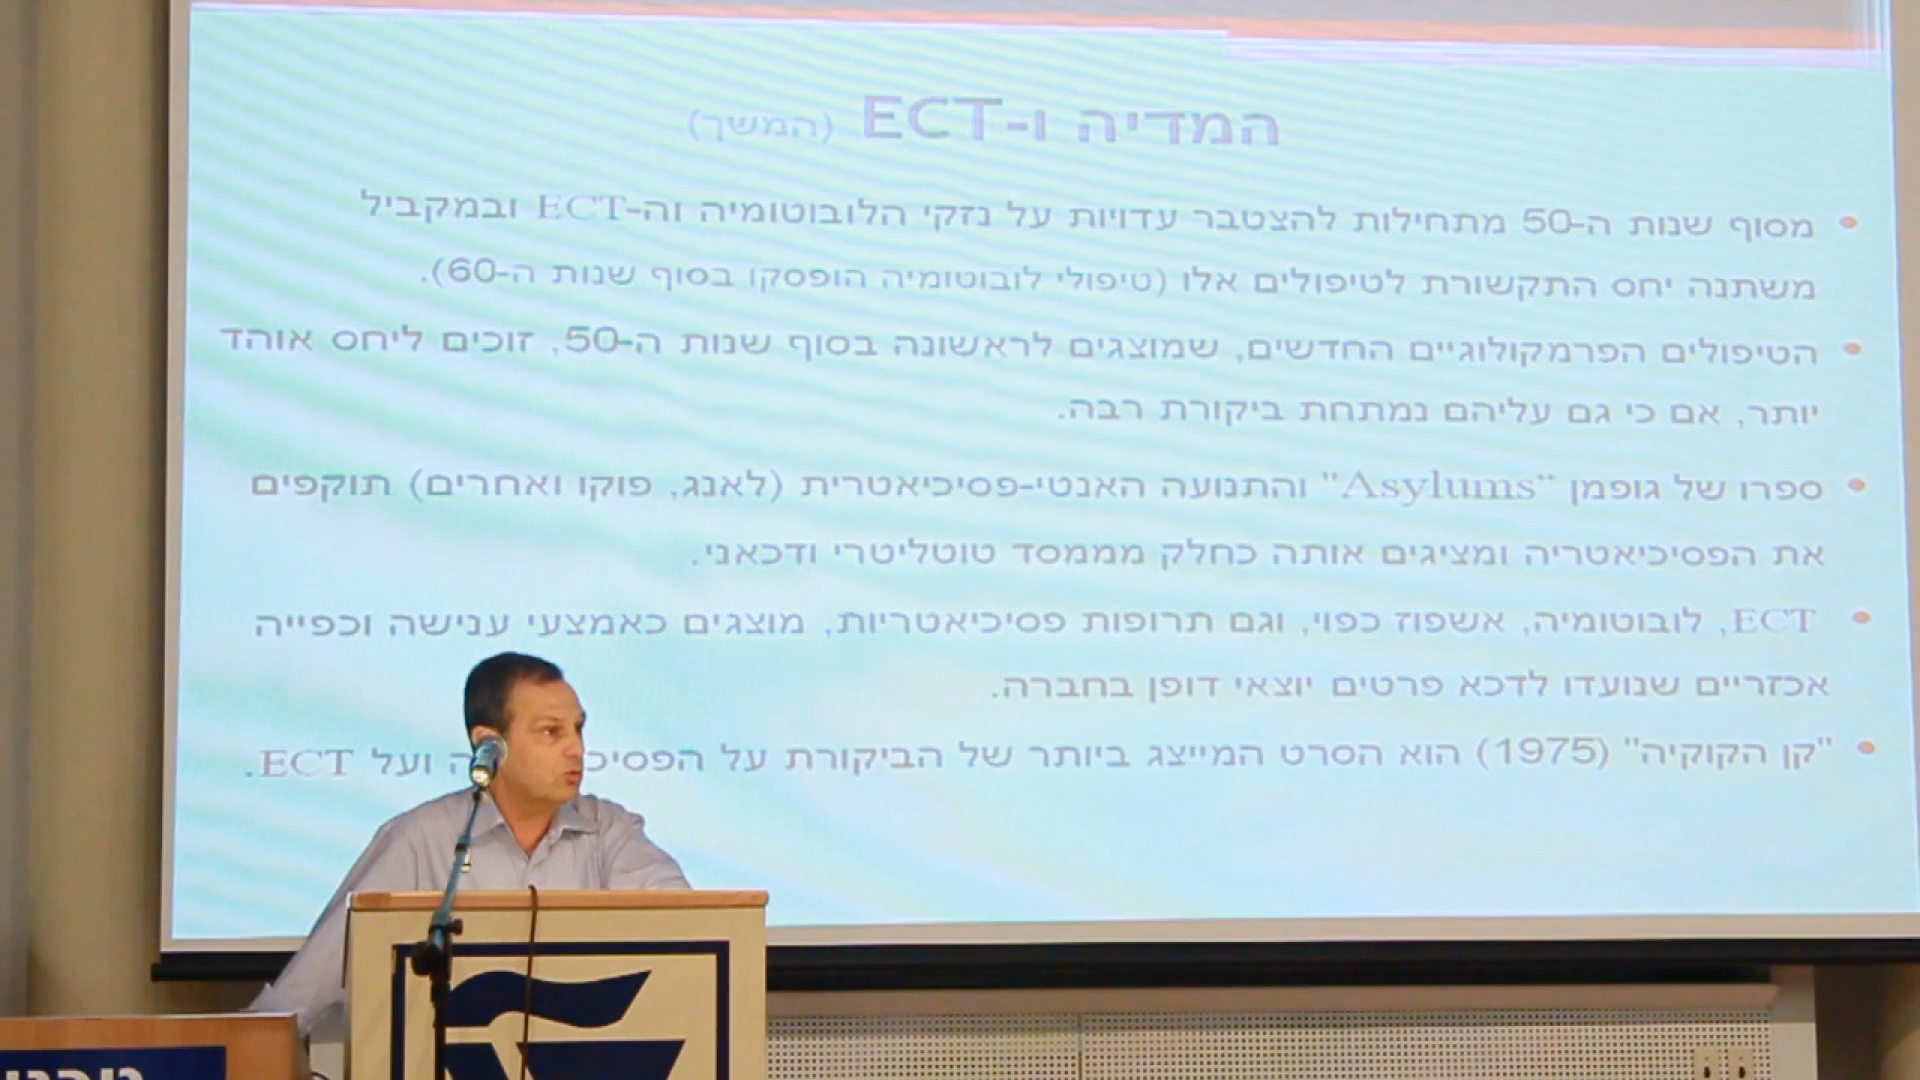 המדיה ו-ECT (המשך)
• מסוף שנות ה-50 מתחילות להצטבר עדויות על נזקי הלובוטומיה וה-ECT ובמקביל
משתנה יחס התקשורת לטיפולים אלו (טיפולי לובוטומיה הופסקו בסוף שנות ה-60).
• הטיפולים הפרמקולוגיים החדשים, שמוצגים לראשונה בסוף שנות ה-50, זוכים ליחס אוהד
יותר, אם כי גם עליהם נמתחת ביקורת רבה.
• ספרו של גופמן "Asylums" והתנועה האנטי-פסיכיאטרית (לאנג, פוקו ואחרים) תוקפים
את הפסיכיאטריה ומציגים אותה כחלק מממסד טוטליטרי ודכאני.
• ECT, לובוטומיה, אשפוז כפוי, וגם תרופות פסיכיאטריות, מוצגים כאמצעי ענישה וכפייה
אכזריים שנועדו לדכא פרטים יוצאי דופן בחברה.
• "קן הקוקיה" (1975) הוא הסרט המייצג ביותר של הביקורת על ועל ECT.